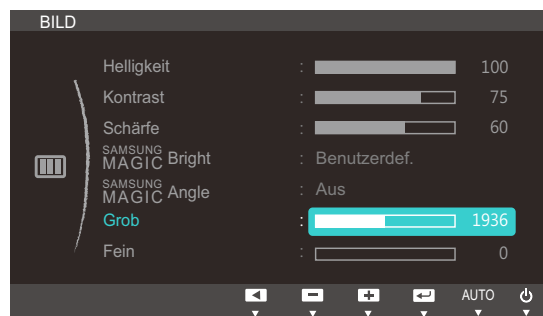 BILD
Helligkeit : 100
Kontrast : 75
Schärfe : 60
SAMSUNG MAGIC Bright : Benutzerdef.
SAMSUNG MAGIC Angle : Aus
Grob : 1936
Fein : 0
AUTO